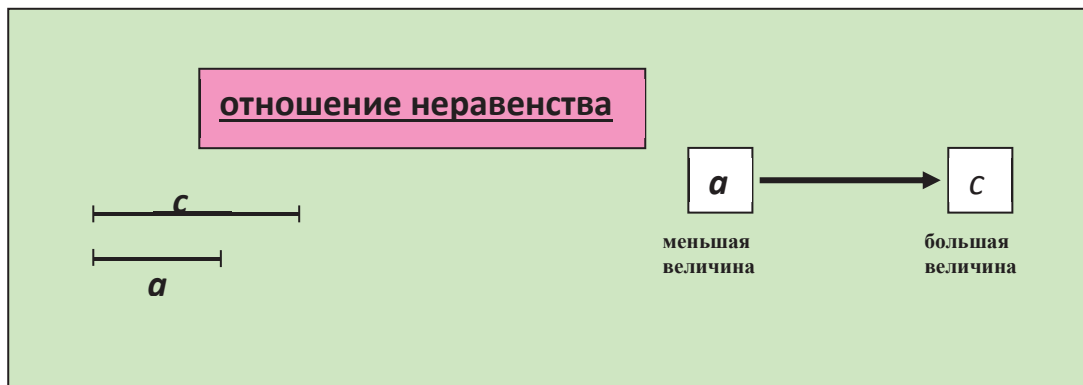 отношение неравенства
c
a
a
c
меньшая
величина
большая
величина